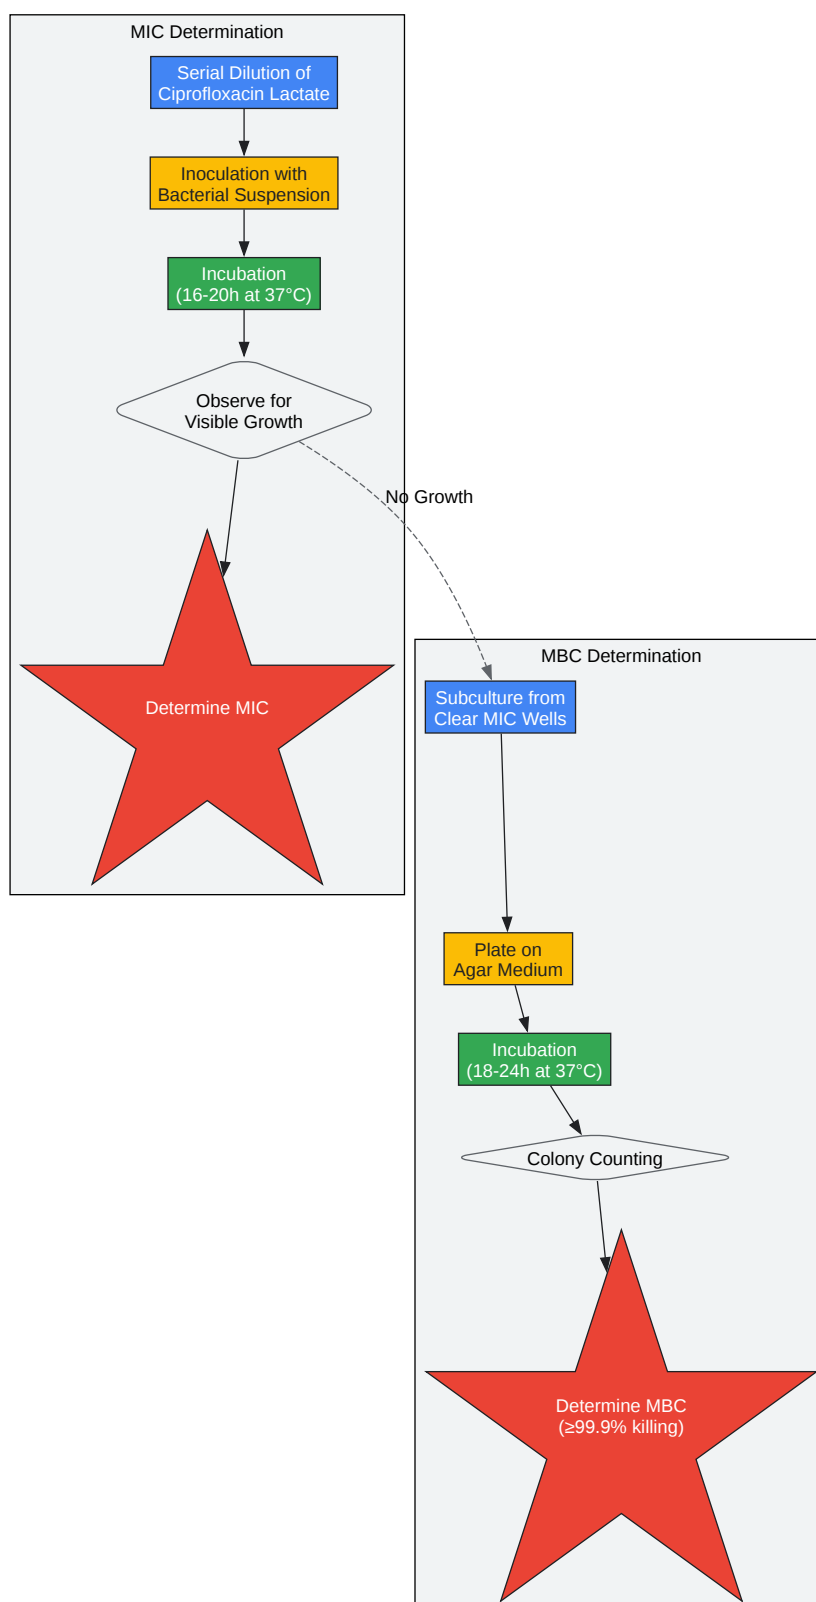 MIC Determination
Serial Dilution of
Ciprofloxacin Lactate
Inoculation with
Bacterial Suspension
Incubation
(16-20h at 37°C)
Observe for
Visible Growth
No Growth
Determine MIC
MBC Determination
Subculture from
Clear MIC Wells
Plate on
Agar Medium
Incubation
(18-24h at 37°C)
Colony Counting
Determine MBC
(≥99.9% killing)